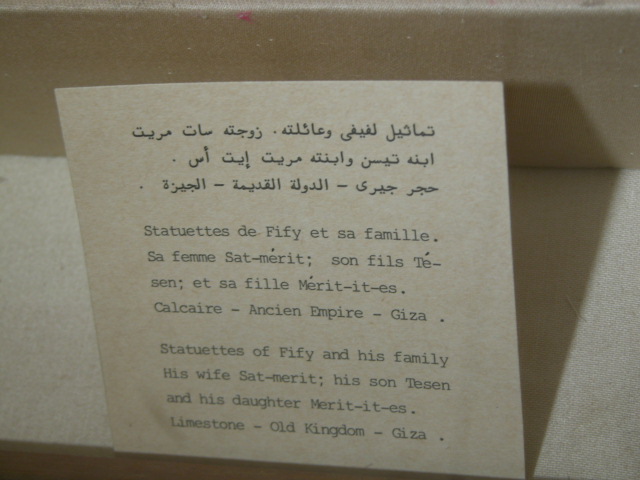 تماثيل لفيفى وعائلته . زوجته سات مريت
ابنه تيسن وابنته مريت إيت أس .
حجر جيرى – الدولة القديمة – الجيزة .
Statuettes de Fify et sa famille.
Sa femme Sat-mérit; son fils Té-
sen; et sa fille Mérit-it-es.
Calcaire - Ancien Empire - Giza .
Statuettes of Fify and his family
His wife Sat-merit; his son Tesen
and his daughter Merit-it-es.
Limestone - Old Kingdom - Giza .